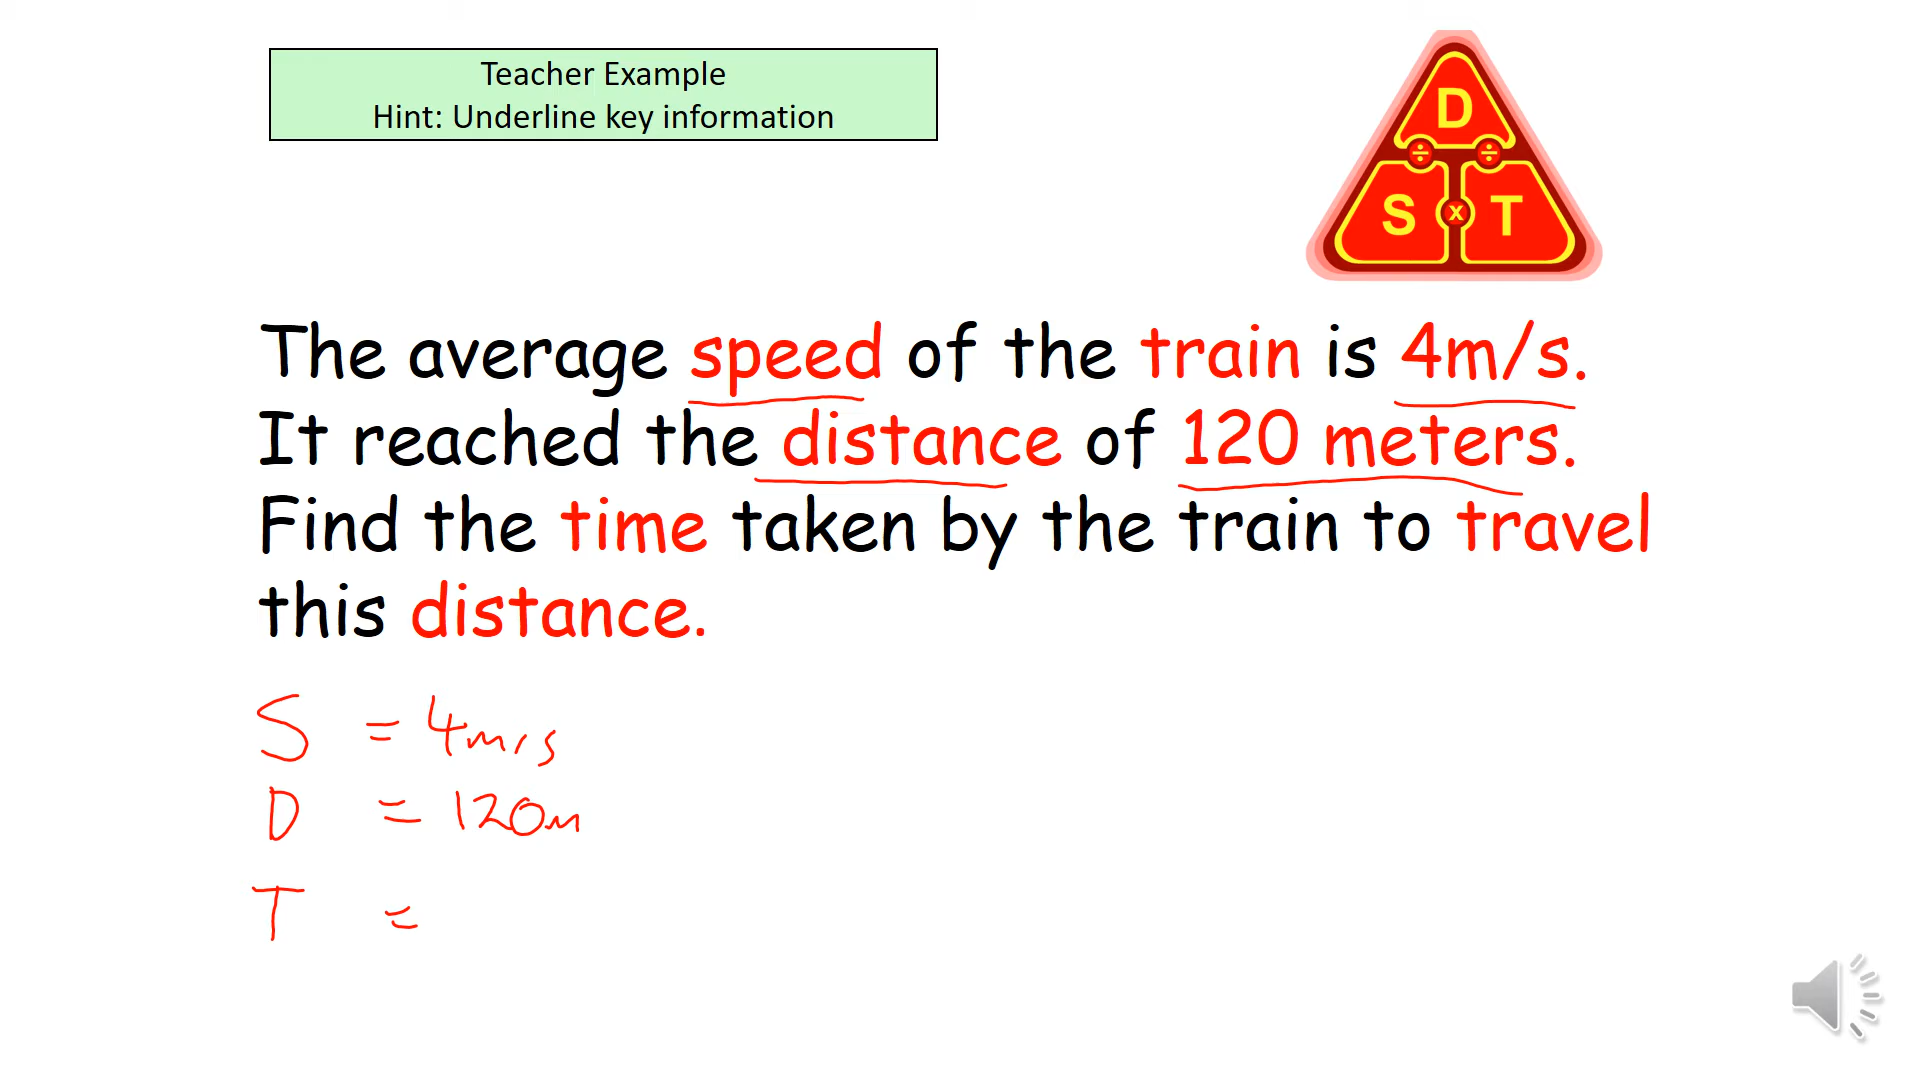 Teacher Example
Hint: Underline key information
D
÷ ÷
S x T
The average speed of the train is 4m/s.
It reached the distance of 120 meters.
Find the time taken by the train to travel
this distance.
S = 4m/s
D = 120m
T =